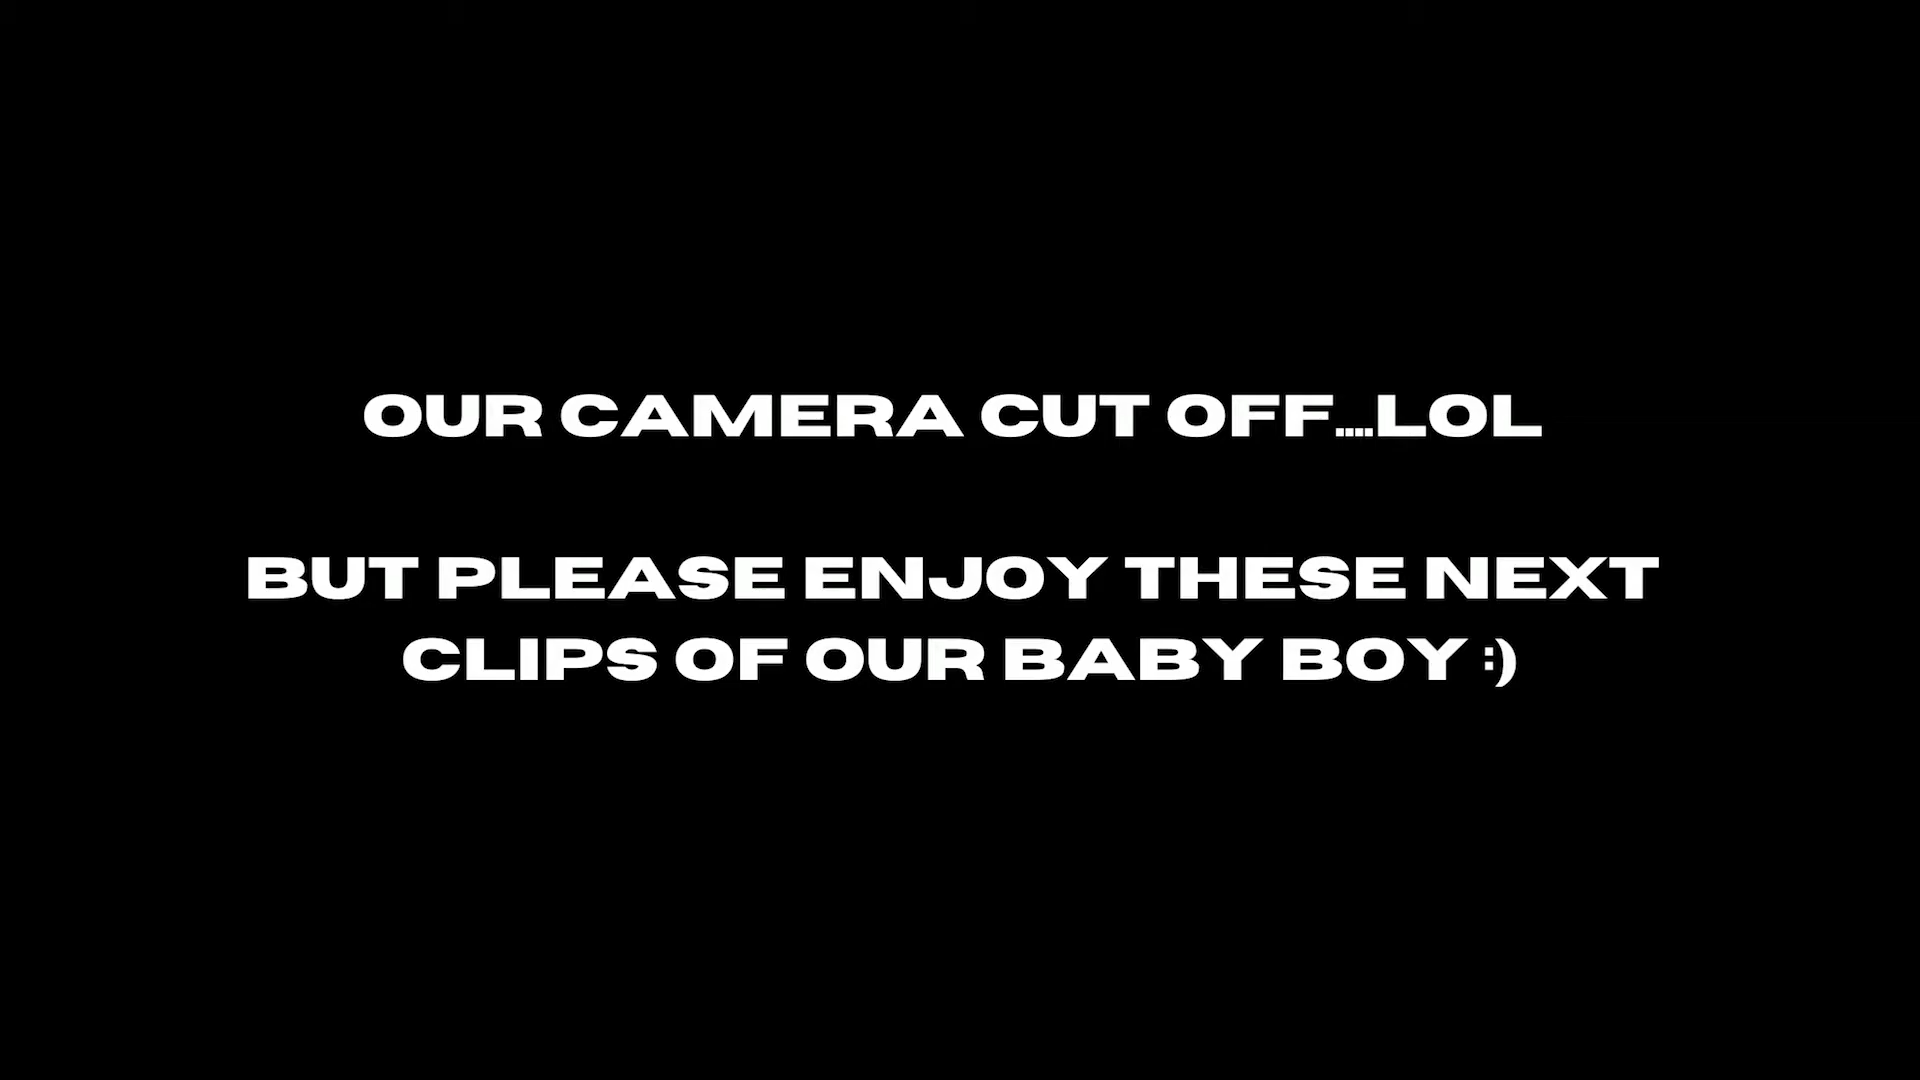 OUR CAMERA CUT OFF....LOL
BUT PLEASE ENJOY THESE NEXT
CLIPS OF OUR BABY BOY :)